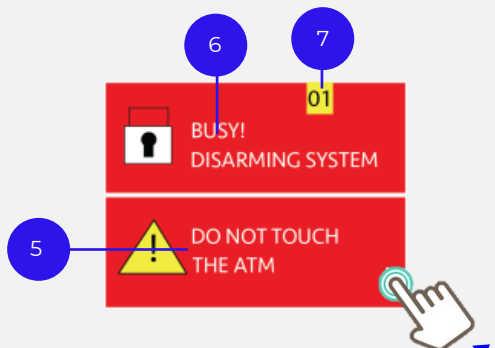 6
7
01
BUSY!
DISARMING SYSTEM
5
!
DO NOT TOUCH
THE ATM